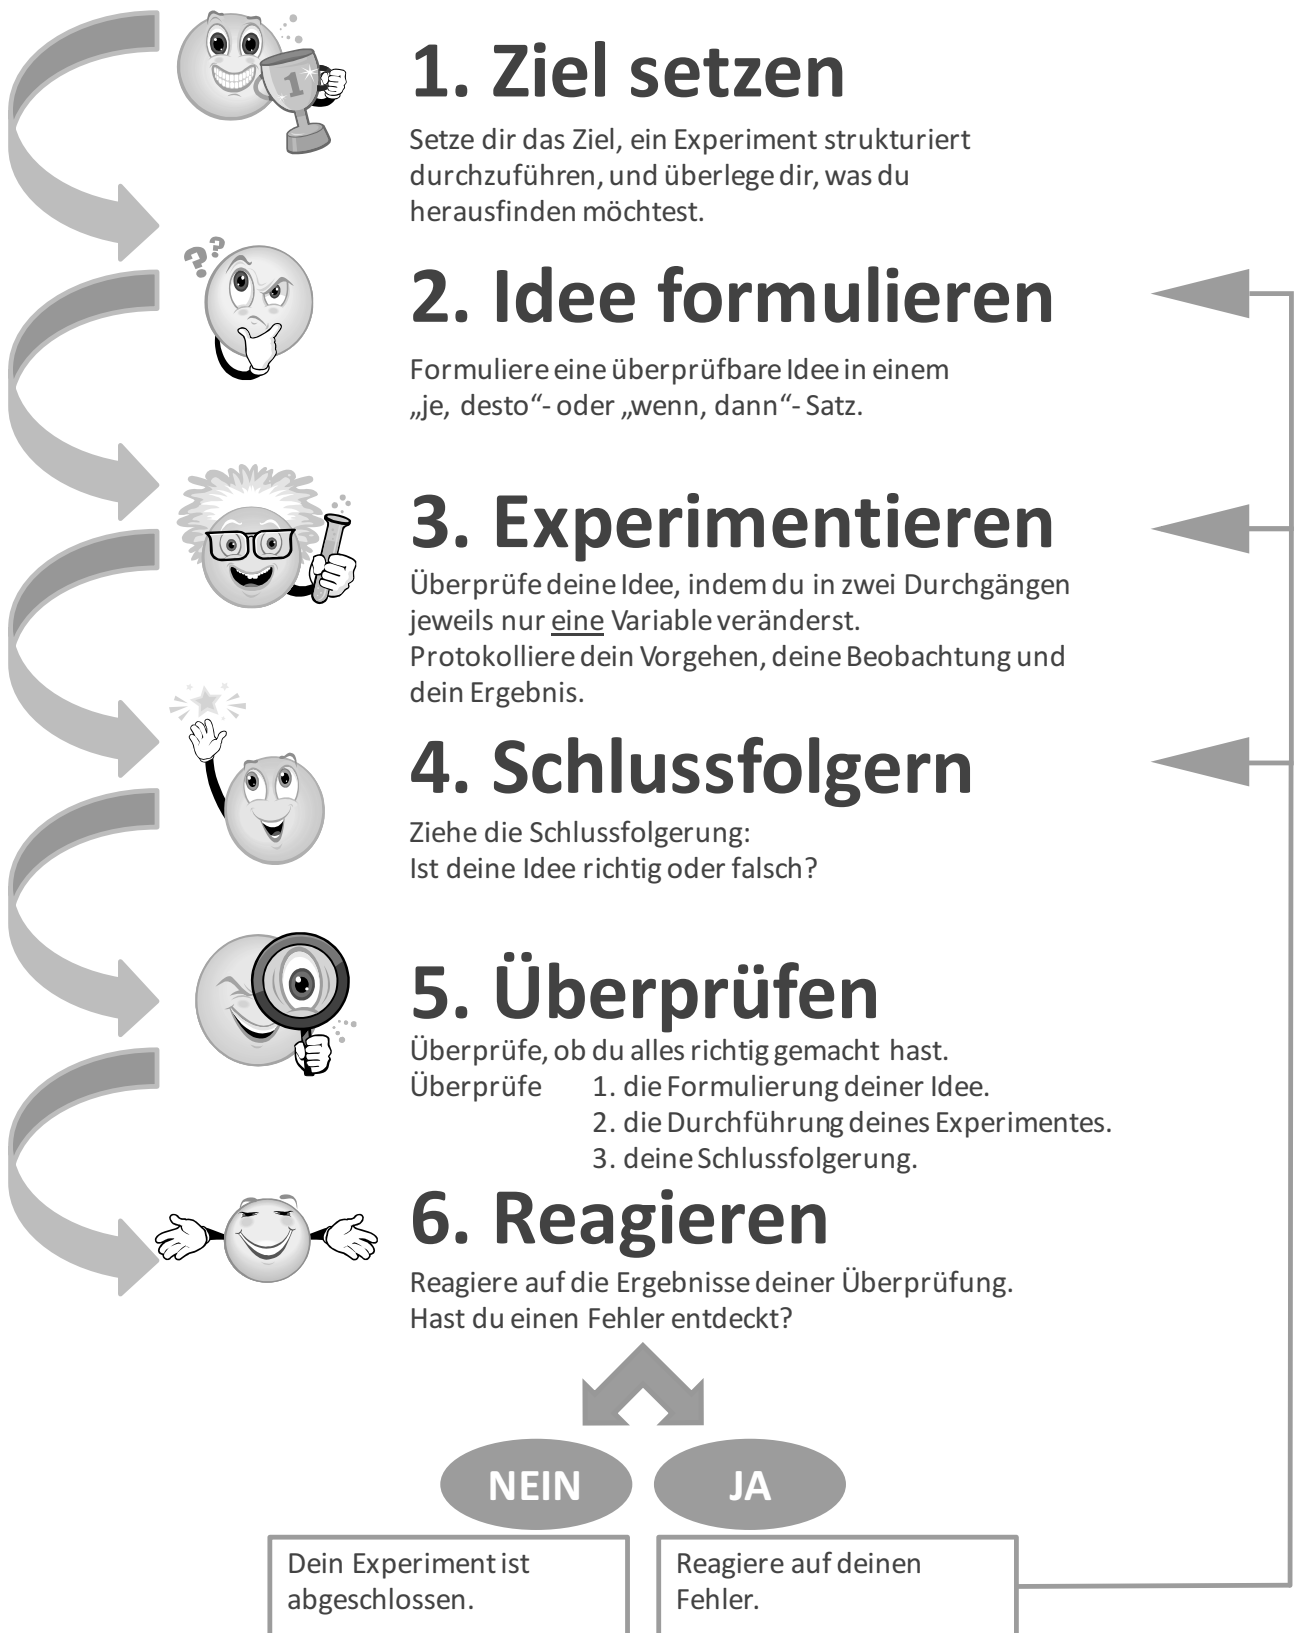 1
1. Ziel setzen
Setze dir das Ziel, ein Experiment strukturiert
durchzuführen, und überlege dir, was du
herausfinden möchtest.
???
2. Idee formulieren
Formuliere eine überprüfbare Idee in einem
„je, desto“- oder „wenn, dann“- Satz.
3. Experimentieren
Überprüfe deine Idee, indem du in zwei Durchgängen
jeweils nur eine Variable veränderst.
Protokolliere dein Vorgehen, deine Beobachtung und
dein Ergebnis.
4. Schlussfolgern
Ziehe die Schlussfolgerung:
Ist deine Idee richtig oder falsch?
5. Überprüfen
Überprüfe, ob du alles richtig gemacht hast.
Überprüfe 1. die Formulierung deiner Idee.
2. die Durchführung deines Experimentes.
3. deine Schlussfolgerung.
6. Reagieren
Reagiere auf die Ergebnisse deiner Überprüfung.
Hast du einen Fehler entdeckt?
NEIN JA
Dein Experiment ist
abgeschlossen.
Reagiere auf deinen
Fehler.